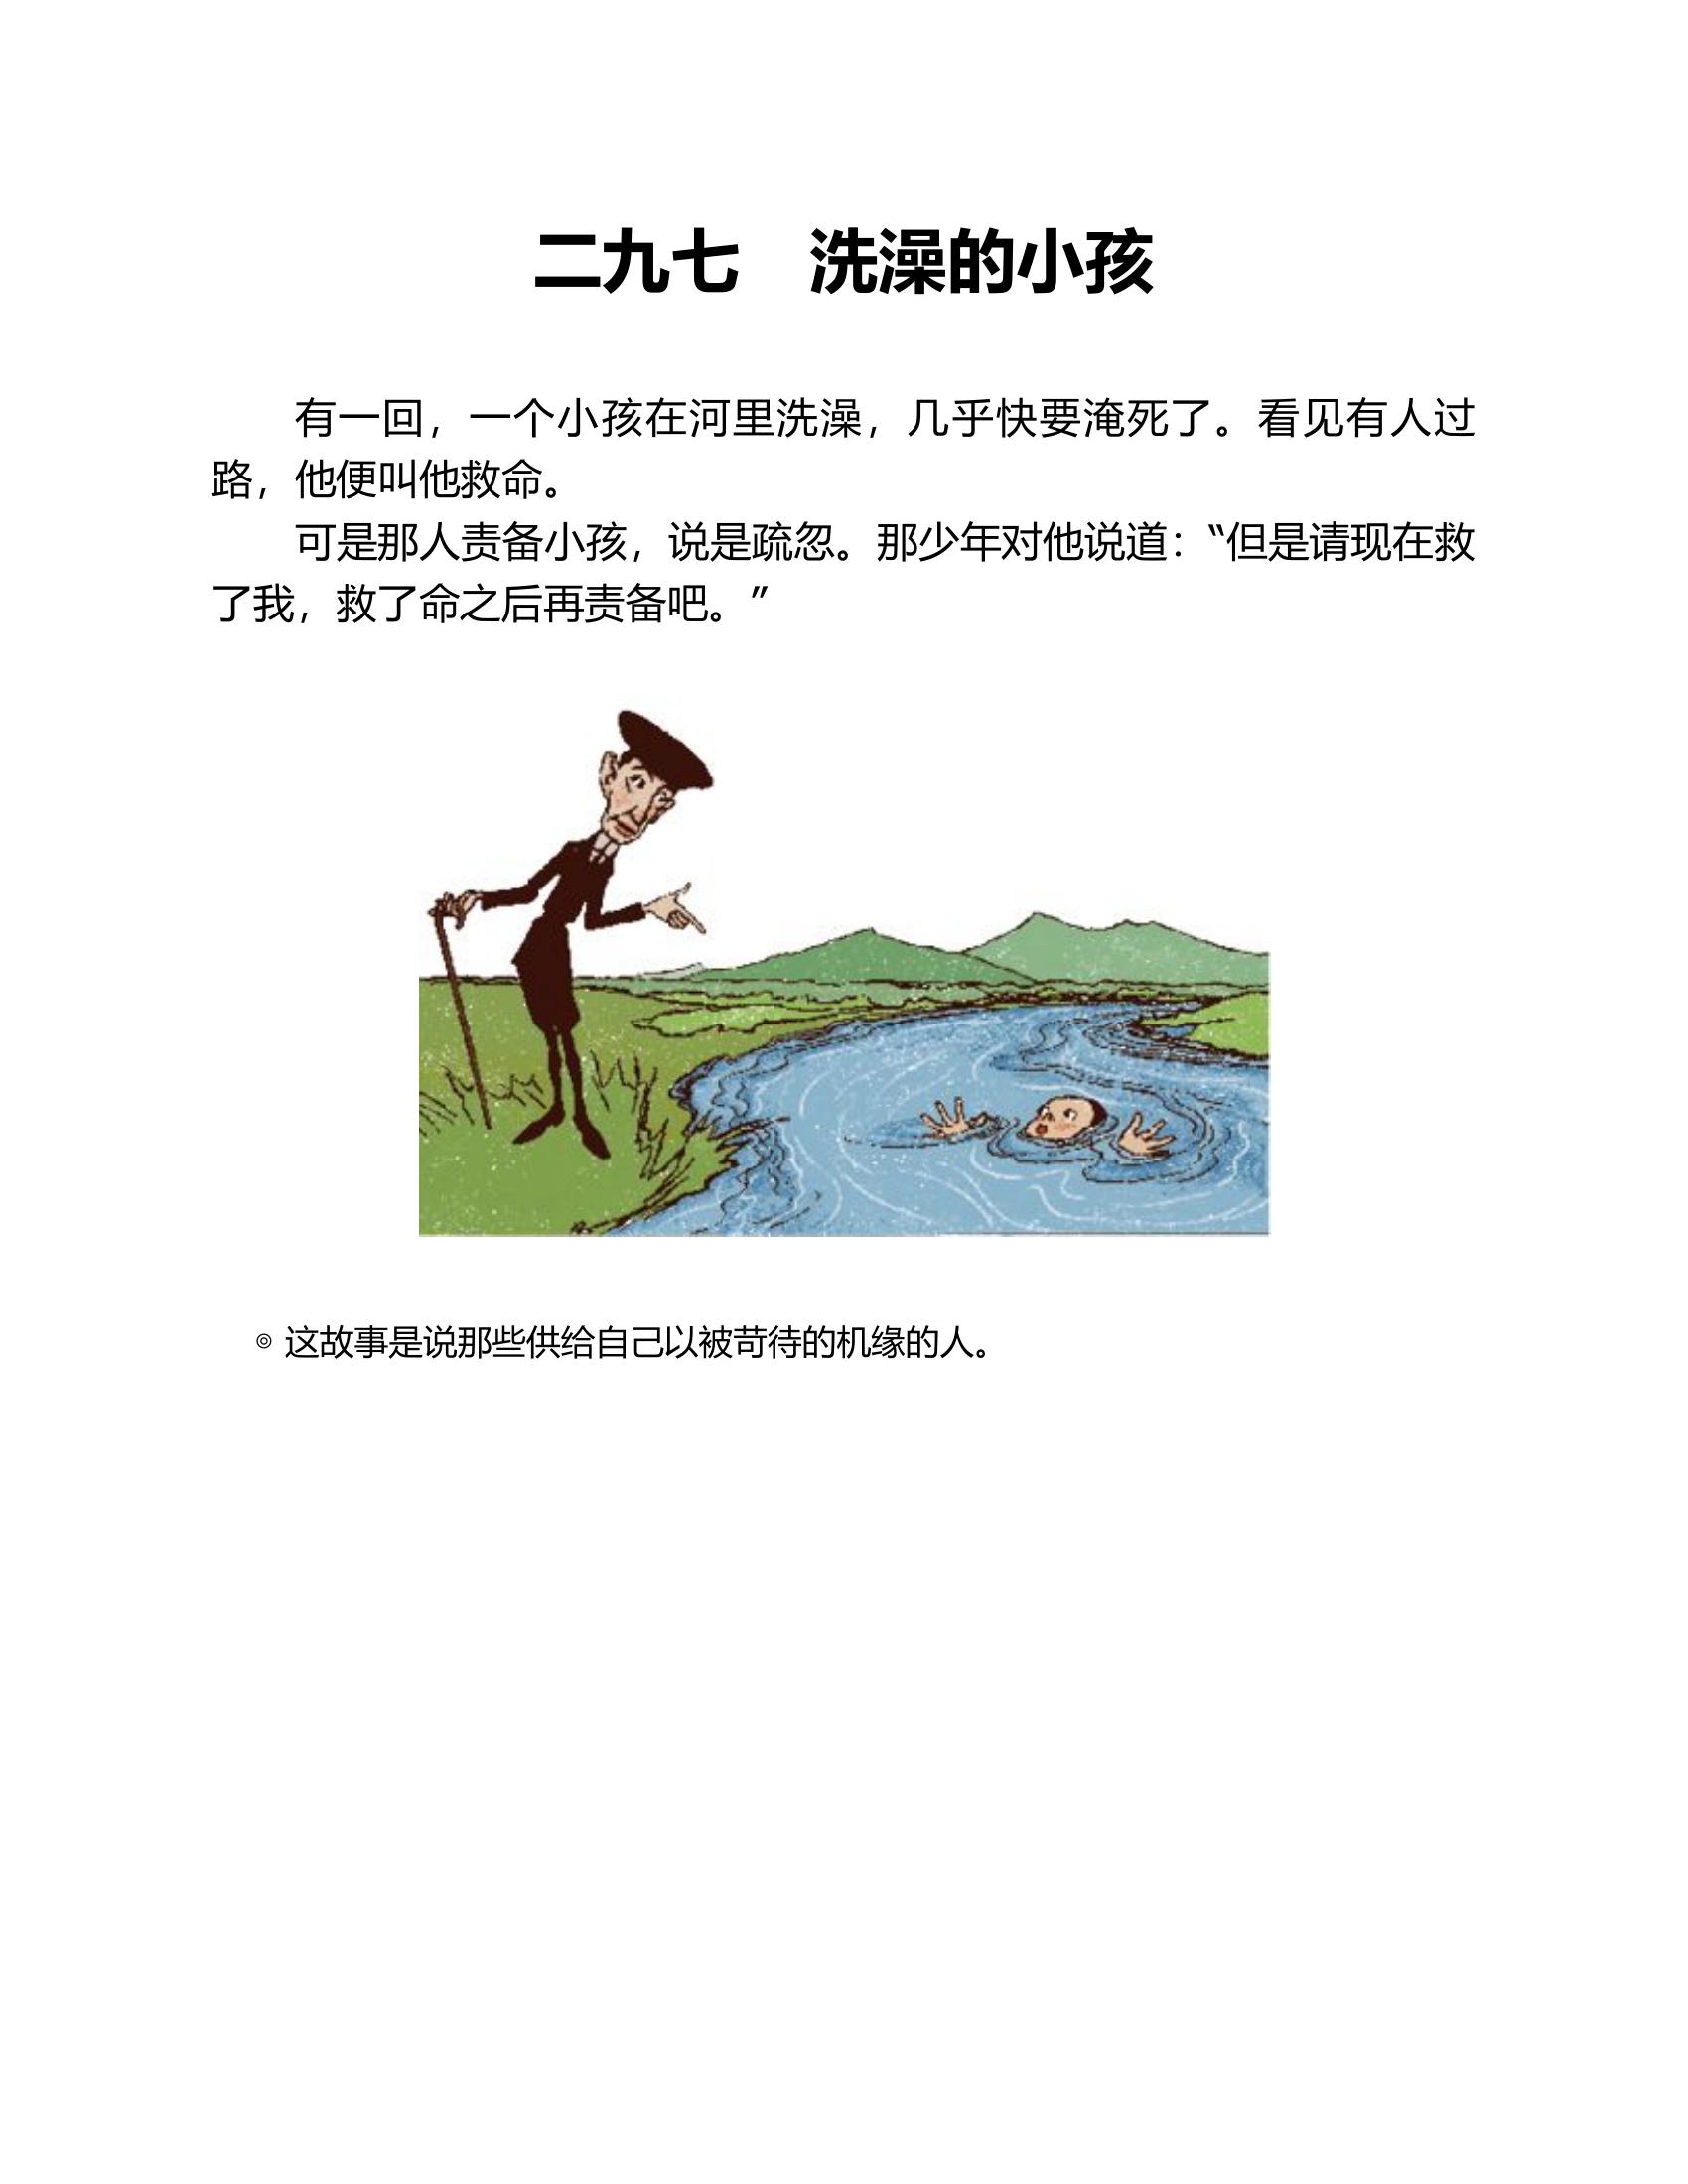 二九七　洗澡的小孩
有一回，一个小孩在河里洗澡，几乎快要淹死了。看见有人过
路，他便叫他救命。
可是那人责备小孩，说是疏忽。那少年对他说道：“但是请现在救
了我，救了命之后再责备吧。”
◎ 这故事是说那些供给自己以被苛待的机缘的人。